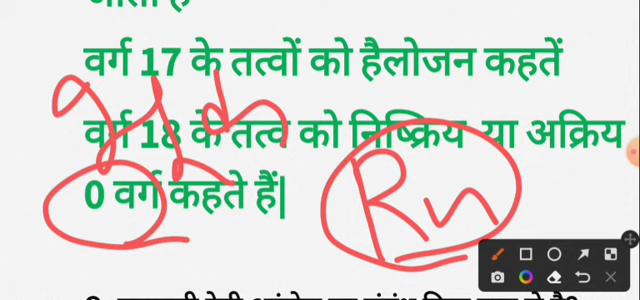 वर्ग 17 के तत्वों को हैलोजन कहतें
वर्ग 18 के तत्व को निष्क्रिय या अक्रिय
0 वर्ग कहते हैं
Rn